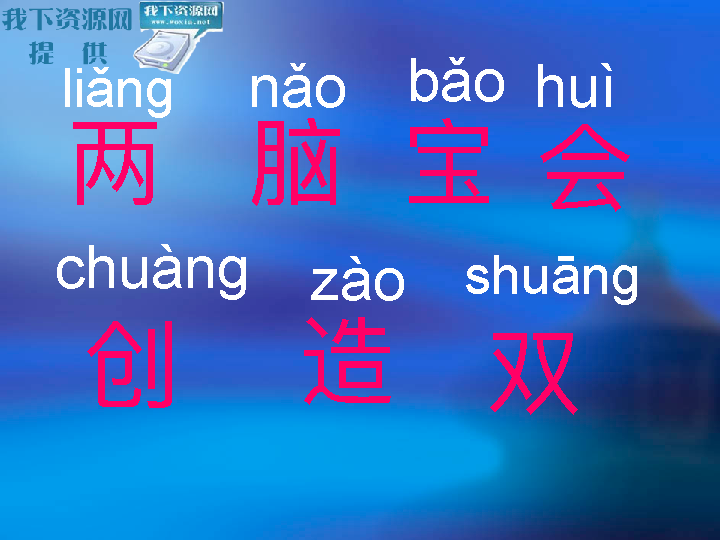 我下资源网
提 供
我下资源网
www.woxia.net
liǎng nǎo bǎo huì
两 脑 宝 会
chuàng zào shuāng
创 造 双